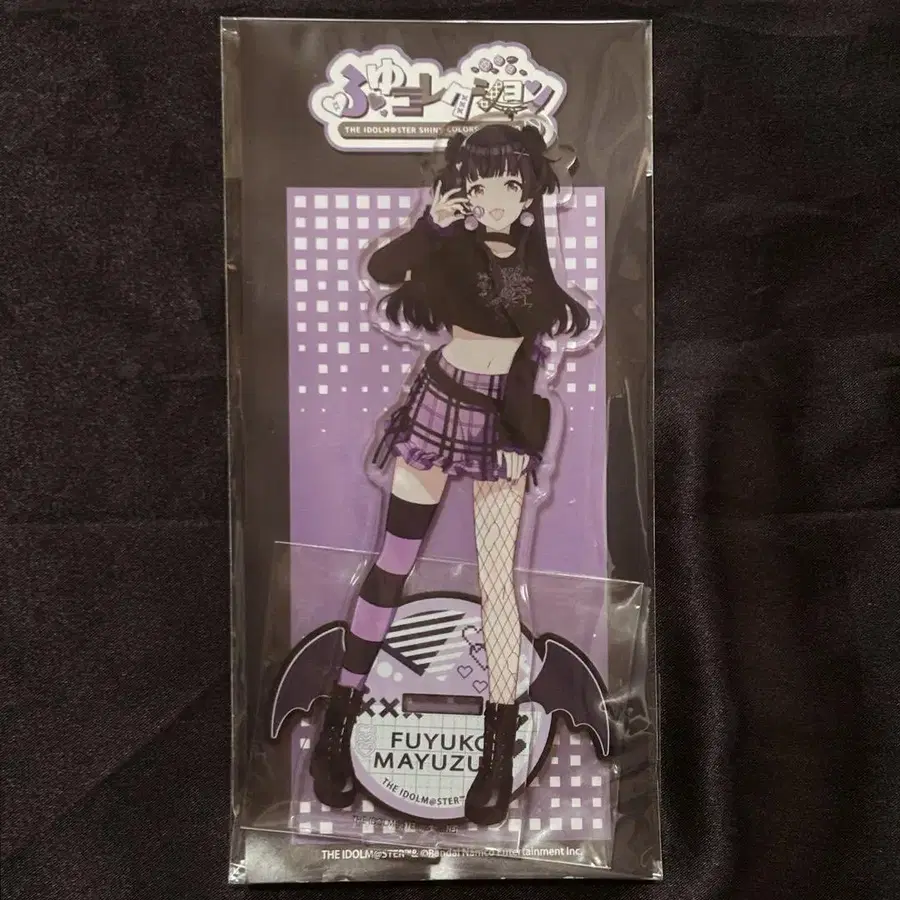 ふゆコレクション
THE IDOLM@STER SHINY COLORS
FUYUKO
MAYUZU
THE IDOLM@STER™
THE IDOLM@STER™& ©Bandai Namco Entertainment Inc.